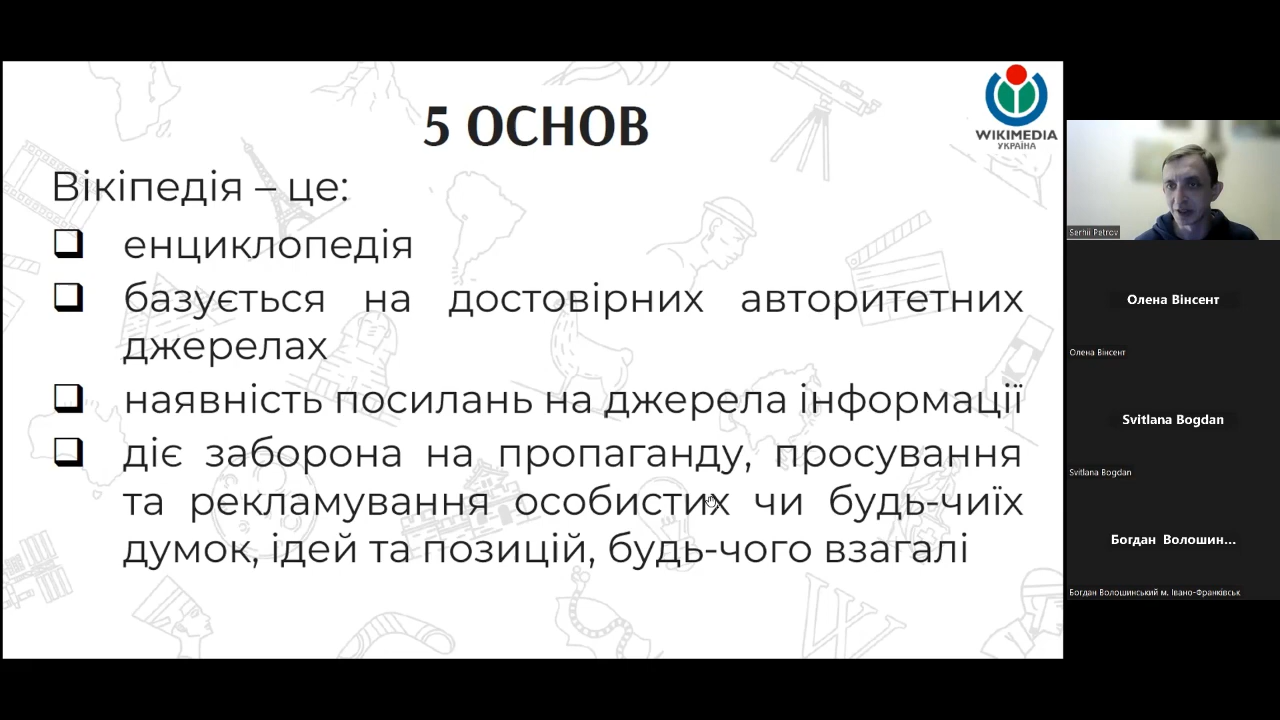 5 ОСНОВ
WIKIMEDIA
УКРАЇНА
Вікіпедія – це:
енциклопедія
базується на достовірних авторитетних
джерелах
наявність посилань на джерела інформації
діє заборона на пропаганду, просування
та рекламування особистих чи будь-чиїх
думок, ідей та позицій, будь-чого взагалі
Serhii Petrov
Олена Вінсент
Олена Вінсент
Svitlana Bogdan
Svitlana Bogdan
Богдан Волошин...
Богдан Волошинський м. Івано-Франківськ